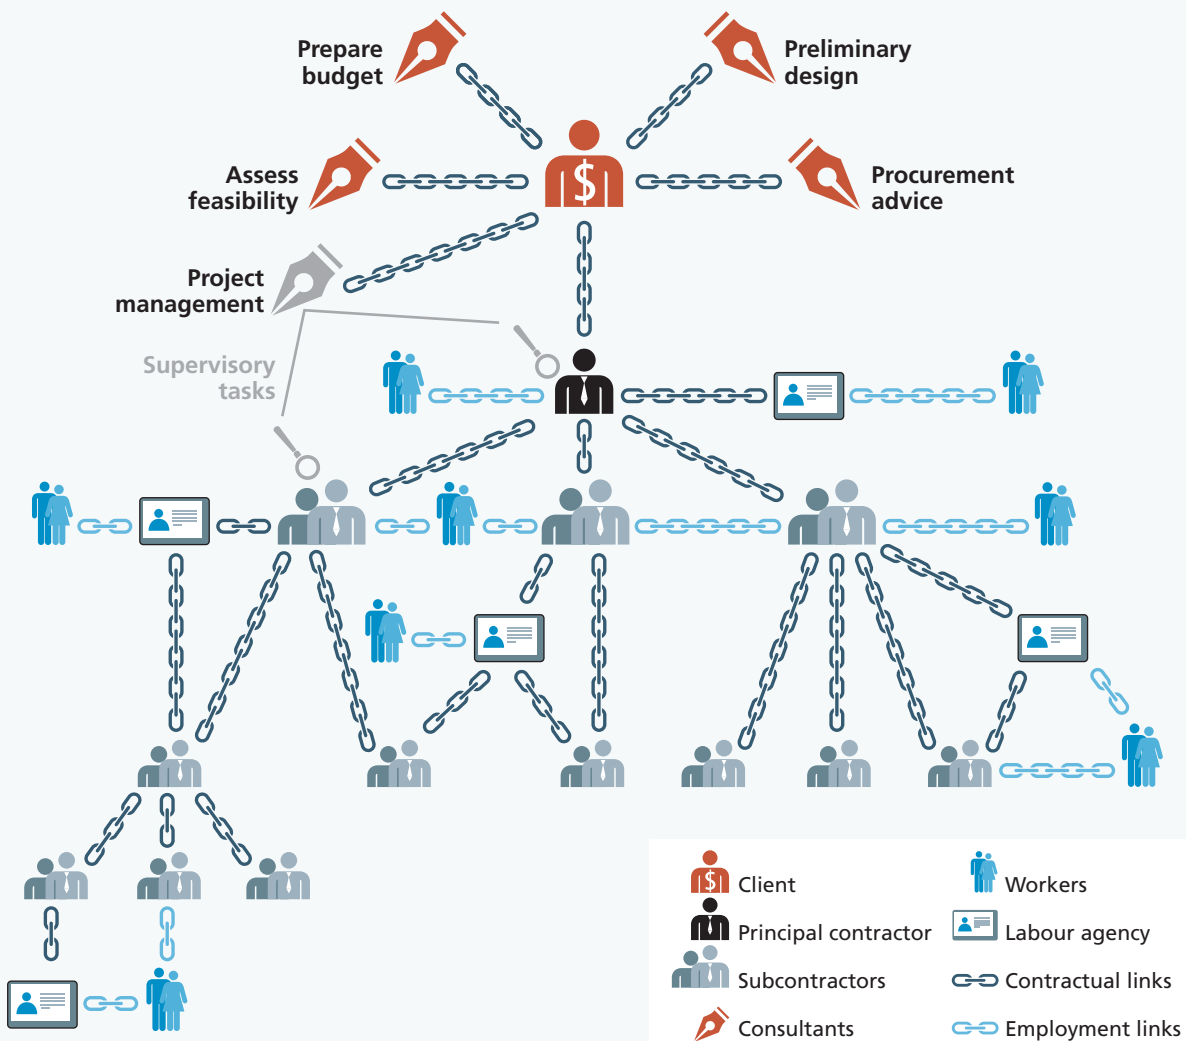 Prepare
budget
Preliminary
design
Assess
feasibility
$
Procurement
advice
Project
management
Supervisory
tasks
$
Client
Workers
Principal contractor
Labour agency
Subcontractors
Contractual links
Consultants
Employment links